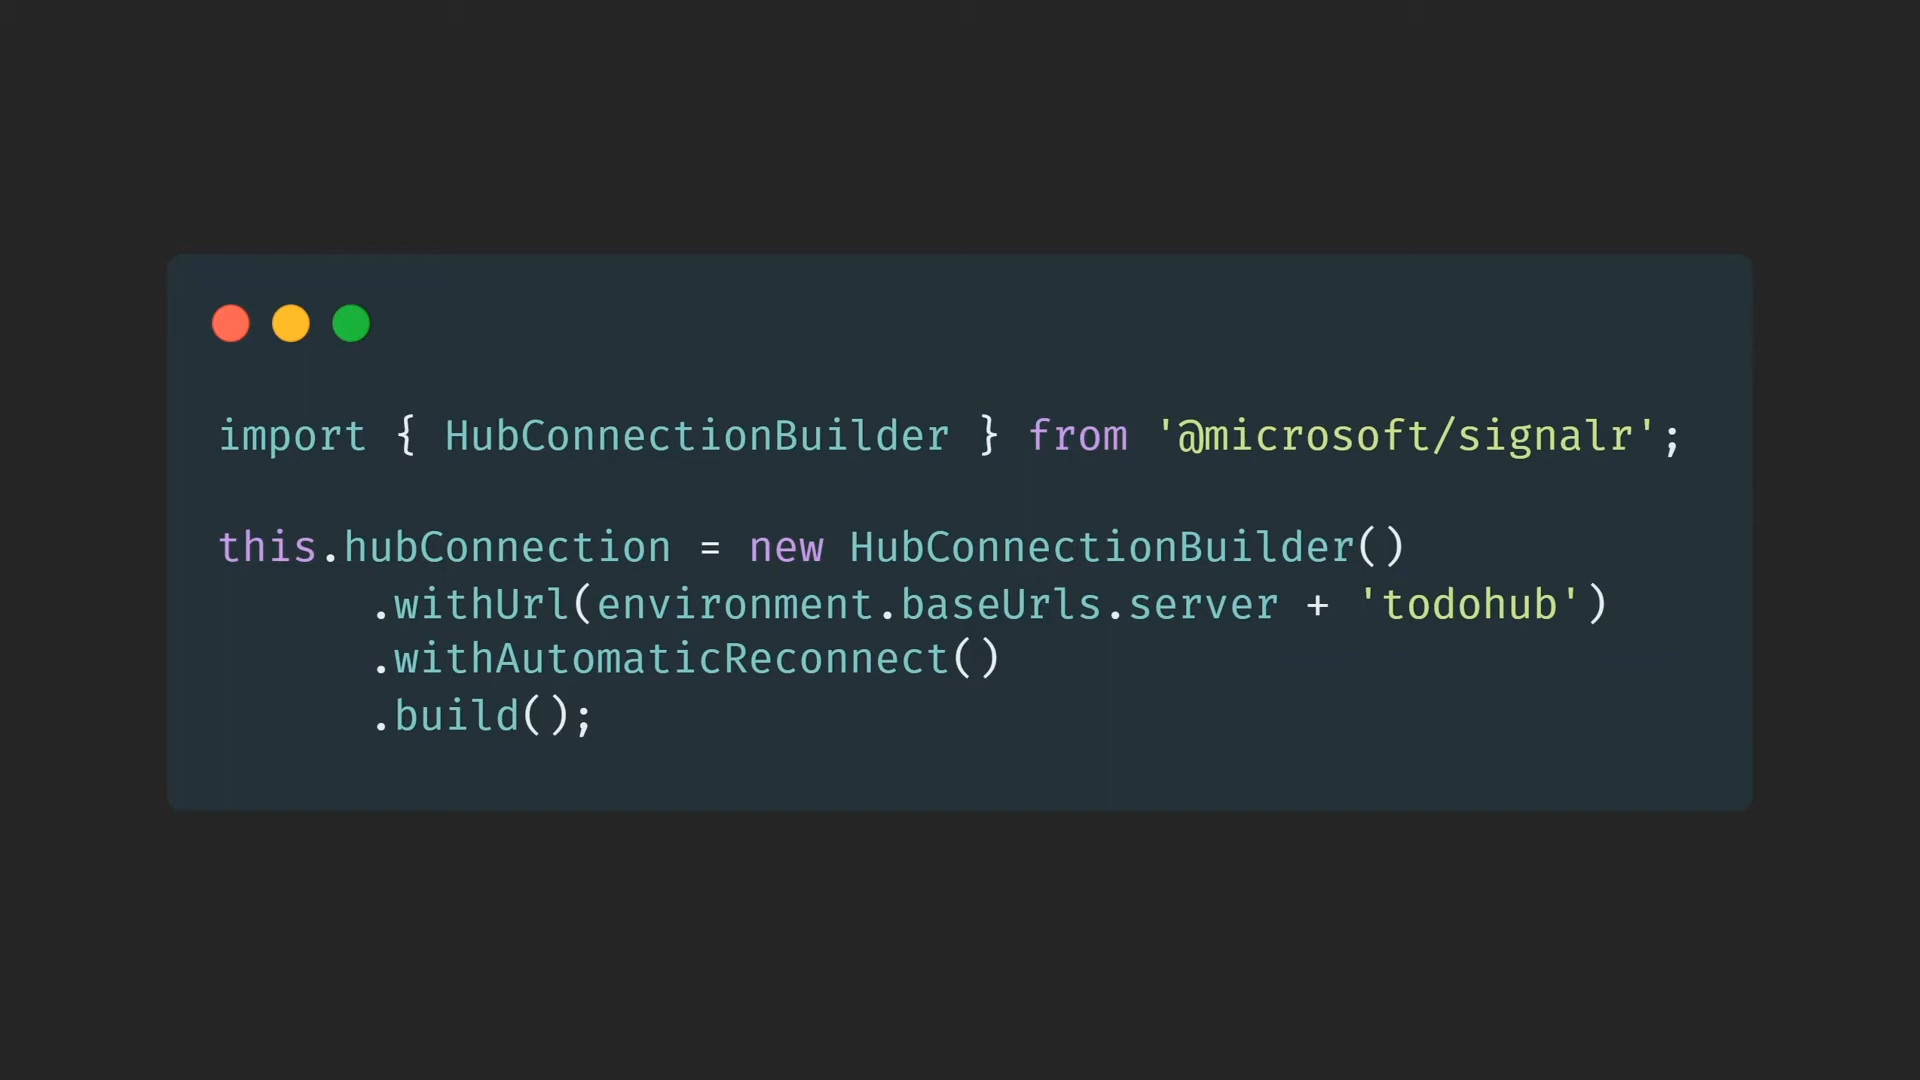 import { HubConnectionBuilder } from '@microsoft/signalr';
this.hubConnection = new HubConnectionBuilder()
.withUrl(environment.baseUrls.server + 'todohub')
.withAutomaticReconnect()
.build();